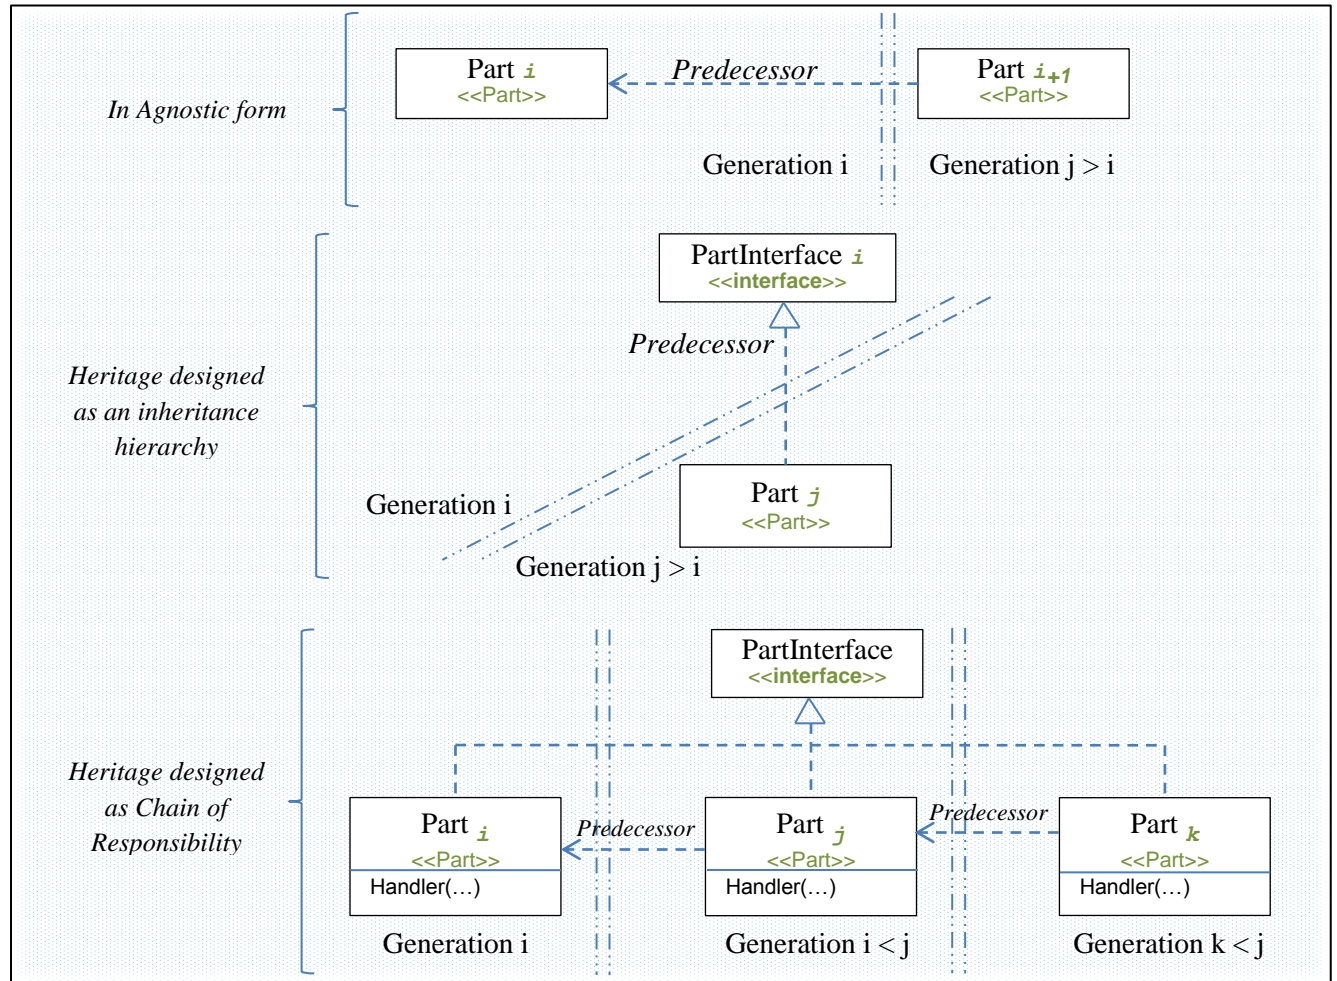 In Agnostic form
Part i
<<Part>>
Predecessor
Part i+1
<<Part>>
Generation i
Generation j > i
Heritage designed
as an inheritance
hierarchy
PartInterface i
<<interface>>
Predecessor
Part j
<<Part>>
Generation i
Generation j > i
Heritage designed
as Chain of
Responsibility
PartInterface
<<interface>>
Part i
<<Part>>
Handler(…)
Predecessor
Part j
<<Part>>
Handler(…)
Predecessor
Part k
<<Part>>
Handler(…)
Generation i
Generation i < j
Generation k < j